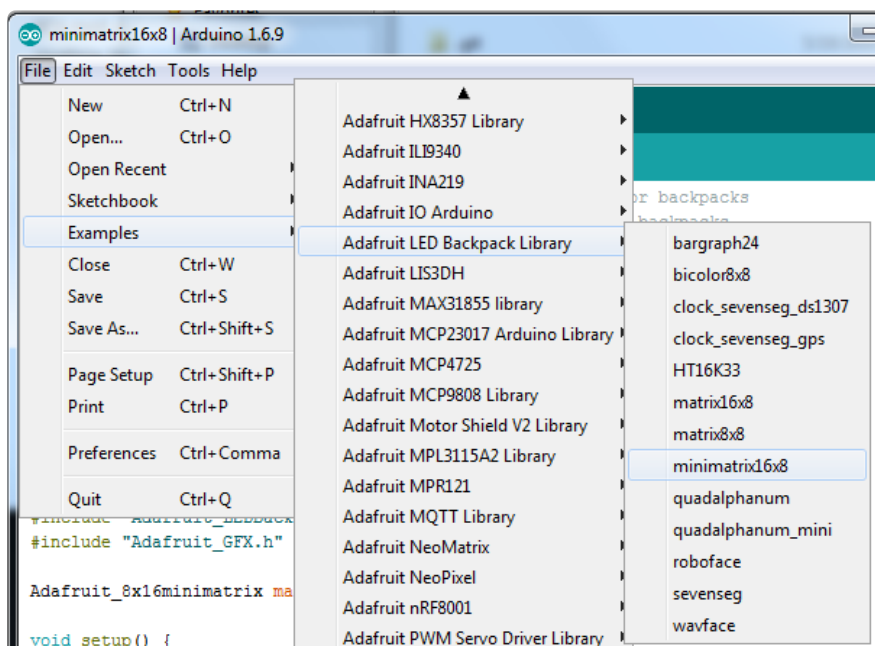 minimatrix16x8 | Arduino 1.6.9
File Edit Sketch Tools Help
New Ctrl+N
Open... Ctrl+O
Open Recent
Sketchbook
Examples
Close Ctrl+W
Save Ctrl+S
Save As... Ctrl+Shift+S
Page Setup Ctrl+Shift+P
Print Ctrl+P
Preferences Ctrl+Comma
Quit Ctrl+Q
Adafruit HX8357 Library
Adafruit ILI9340
Adafruit INA219
Adafruit IO Arduino
Adafruit LED Backpack Library
Adafruit LIS3DH
Adafruit MAX31855 library
Adafruit MCP23017 Arduino Library
Adafruit MCP4725
Adafruit MCP9808 Library
Adafruit Motor Shield V2 Library
Adafruit MPL3115A2 Library
Adafruit MPR121
Adafruit MQTT Library
Adafruit NeoMatrix
Adafruit NeoPixel
Adafruit nRF8001
Adafruit PWM Servo Driver Library
bargraph24
bicolor8x8
clock_sevenseg_ds1307
clock_sevenseg_gps
HT16K33
matrix16x8
matrix8x8
minimatrix16x8
quadalphanum
quadalphanum_mini
roboface
sevenseg
wavface
or backpacks
backpacks
#include "Adafruit_GFX.h"
Adafruit_8x16minimatrix ma
void setup() {